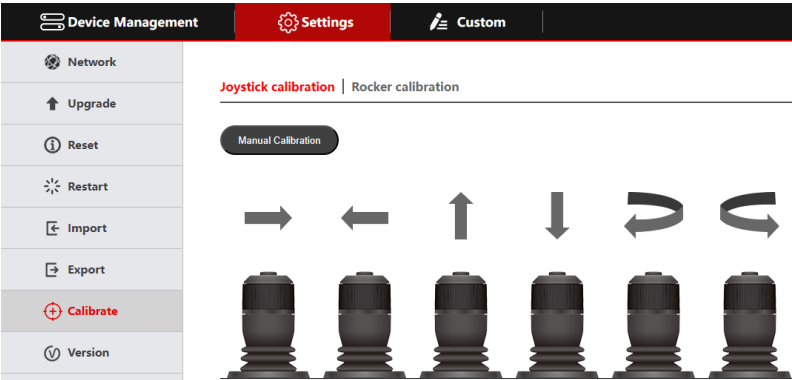 Device Management
Settings
Custom
Network
Upgrade
Reset
Restart
Import
Export
Calibrate
Version
Joystick calibration | Rocker calibration
Manual Calibration